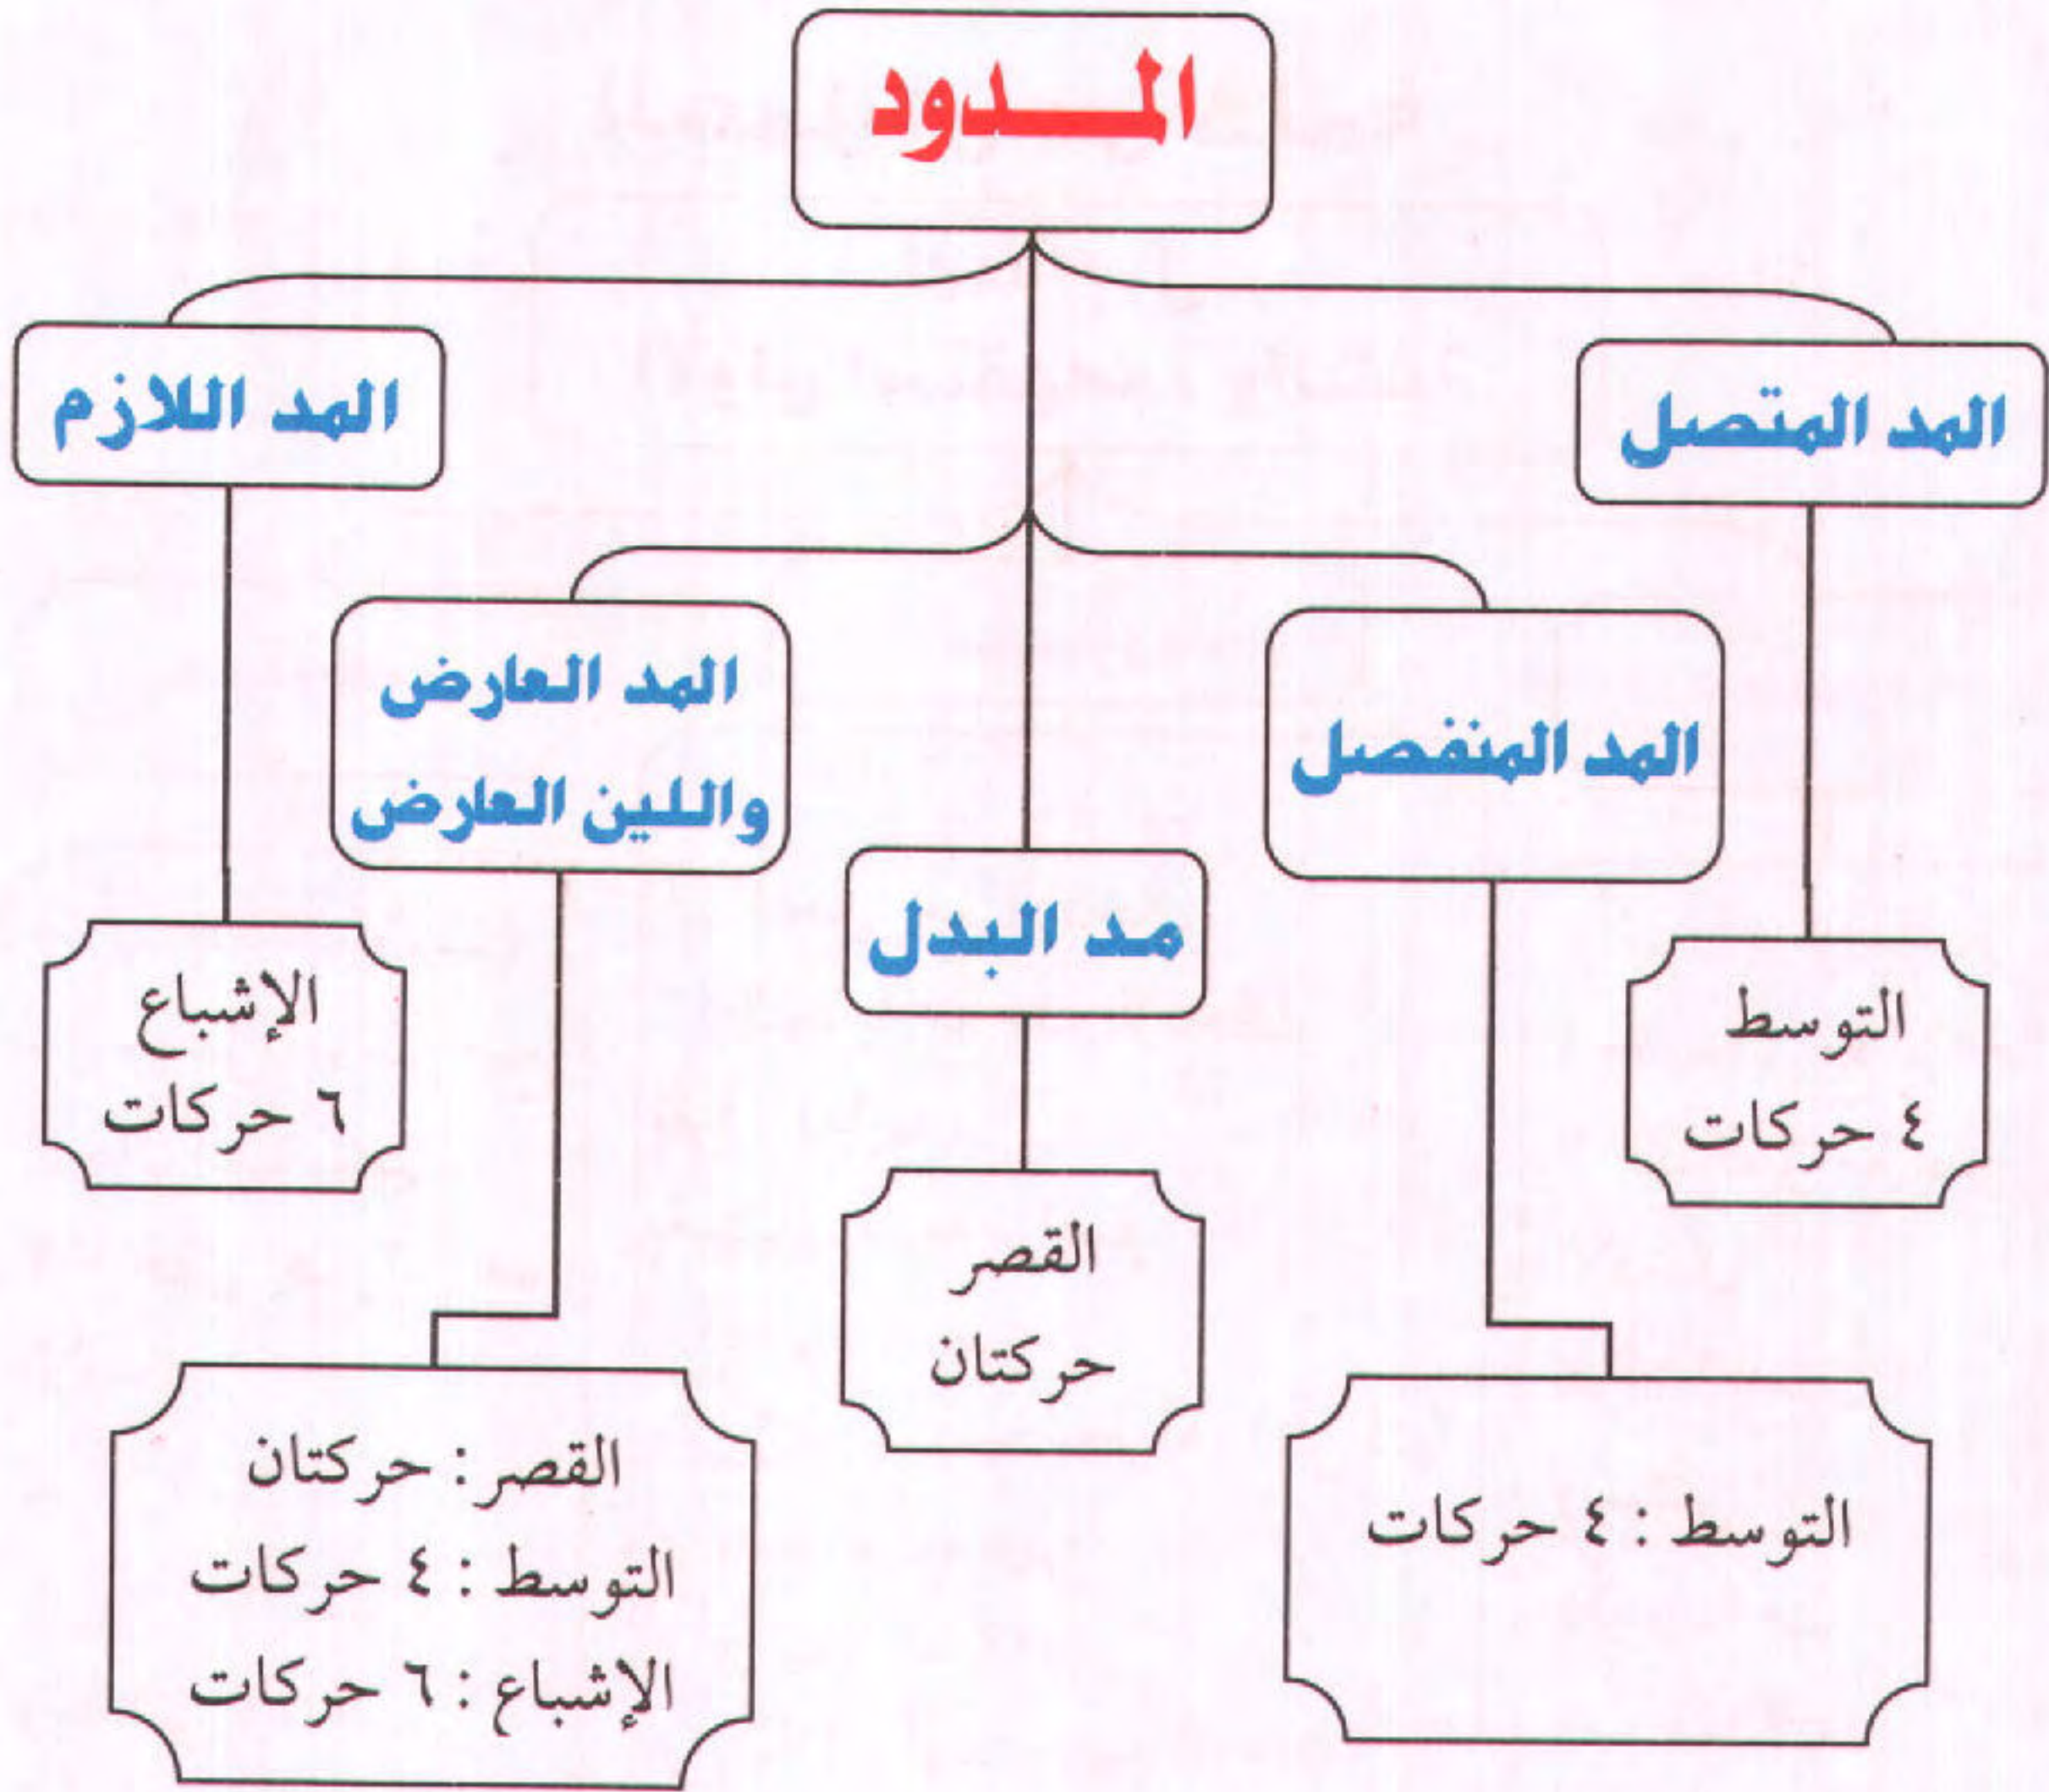 المدود
المد المتصل
المد اللازم
المد المنفصل
المد العارض
واللين العارض
مد البدل
التوسط
٤ حركات
الإشباع
٦ حركات
القصر
حركتان
التوسط : ٤ حركات
القصر : حركتان
التوسط : ٤ حركات
الإشباع : ٦ حركات